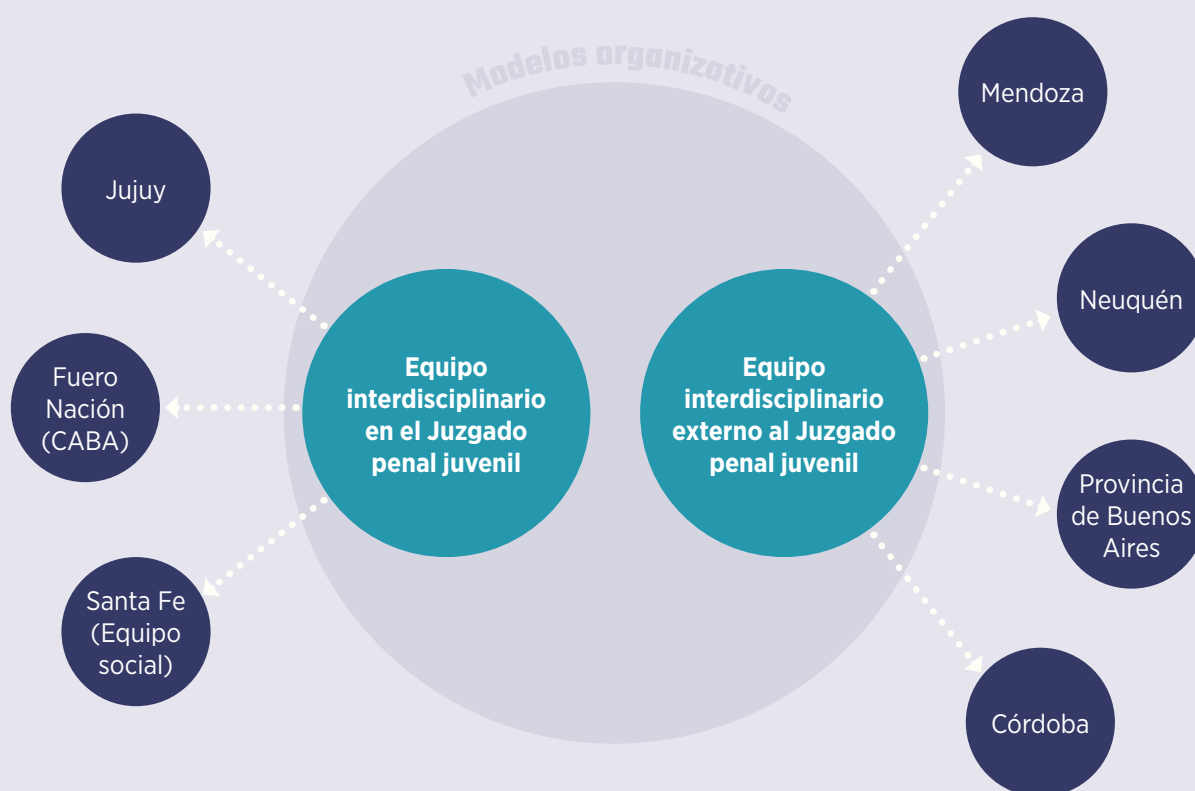 Modelos organizativos
Jujuy
Fuero
Nación
(CABA)
Santa Fe
(Equipo
social)
Equipo
interdisciplinario
en el Juzgado
penal juvenil
Equipo
interdisciplinario
externo al Juzgado
penal juvenil
Mendoza
Neuquén
Provincia
de Buenos
Aires
Córdoba